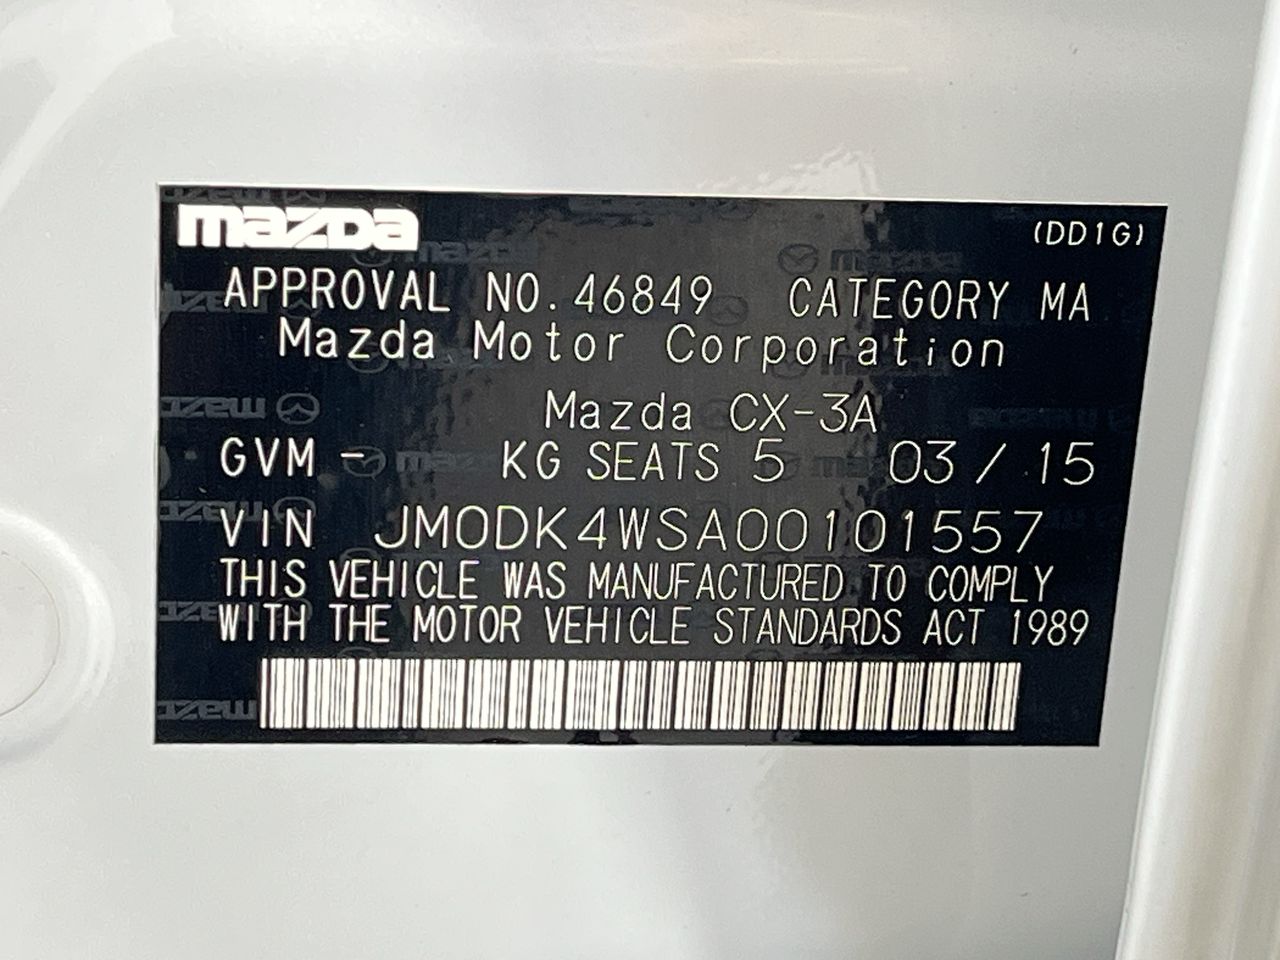 mazda (DD1G)
APPROVAL NO. 46849 CATEGORY MA
Mazda Motor Corporation
Mazda CX-3A
GVM - KG SEATS 5 03 / 15
VIN JM0DK4WSA00101557
THIS VEHICLE WAS MANUFACTURED TO COMPLY
WITH THE MOTOR VEHICLE STANDARDS ACT 1989